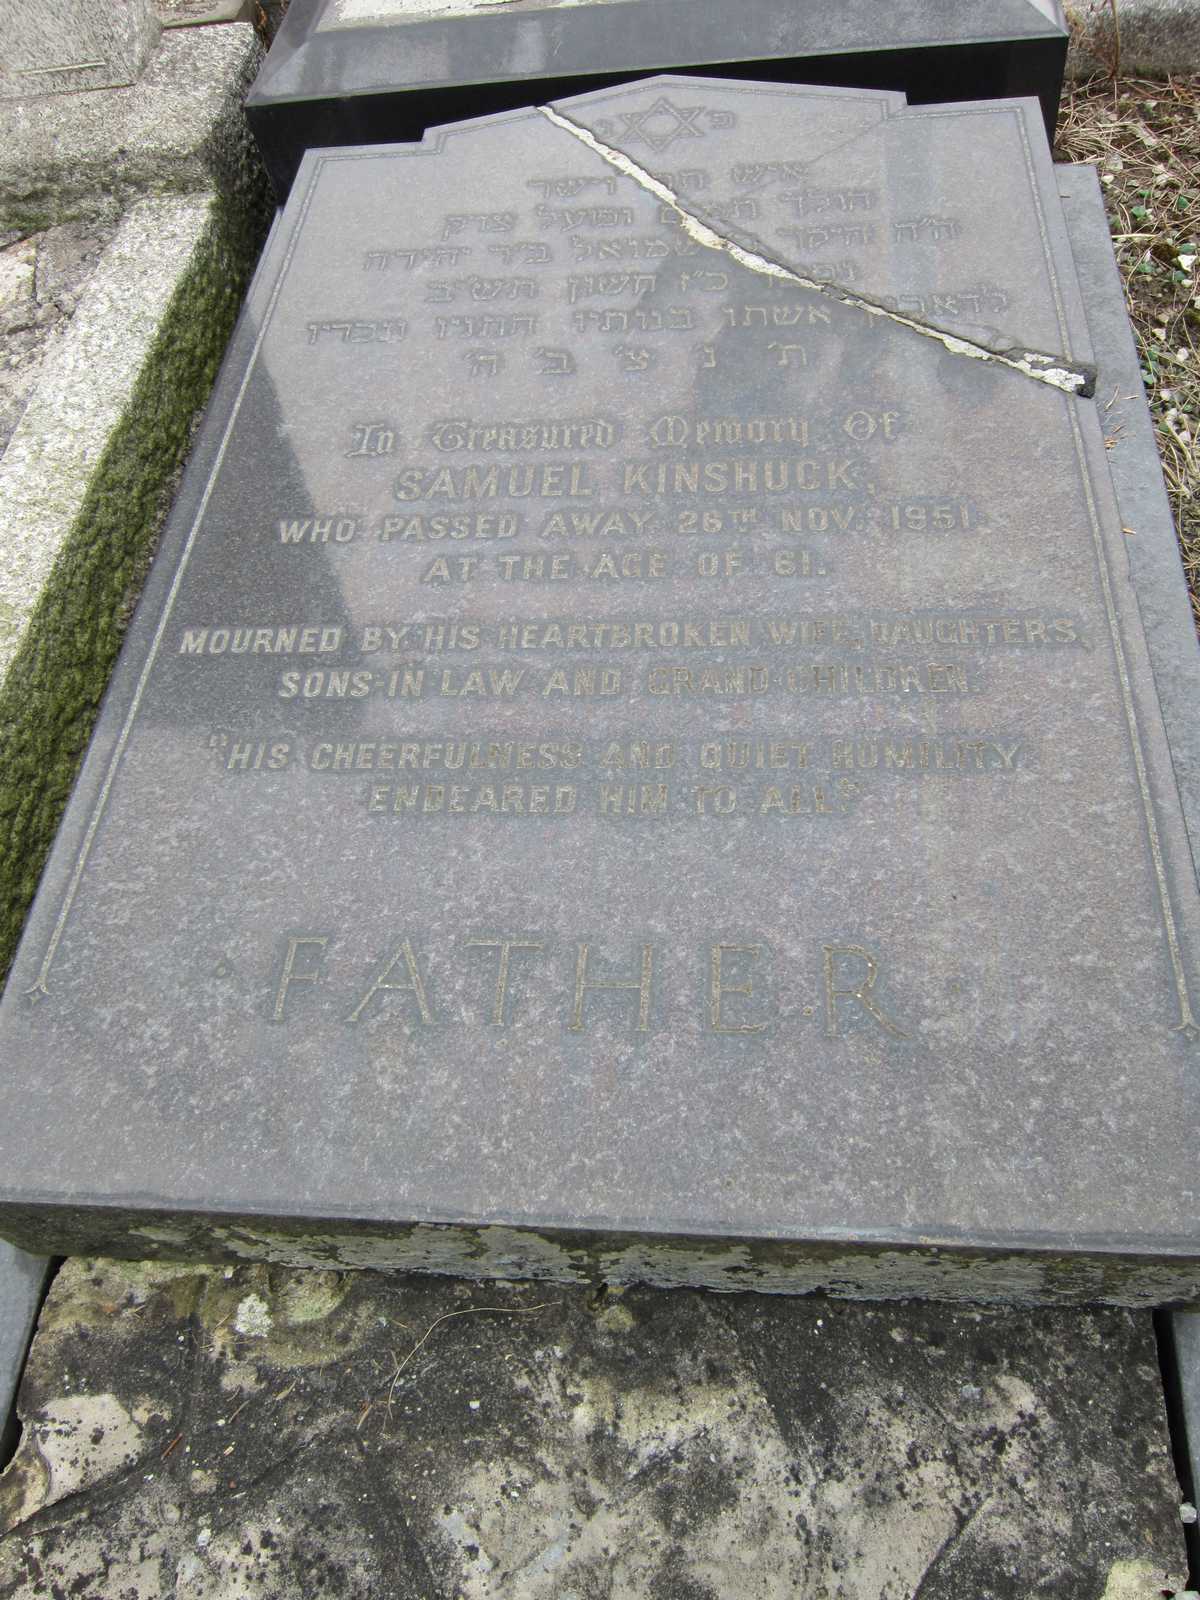 פ נ
איש תם וישר
הולך תמים ופועל צדק
ה"ה היקר שמואל ב"ר יהודה
נפטר כ"ז חשון תשי"ב
אשתו בנותיו חתניו ונכדיו
ת' נ' צ' ב' ה'
In Treasured Memory Of
SAMUEL KINSHUCK,
WHO PASSED AWAY 26TH NOV. 1951.
AT THE AGE OF 61.
MOURNED BY HIS HEARTBROKEN WIFE, DAUGHTERS,
SONS-IN-LAW AND GRAND-CHILDREN.
"HIS CHEERFULNESS AND QUIET HUMILITY
ENDEARED HIM TO ALL."
FATHER